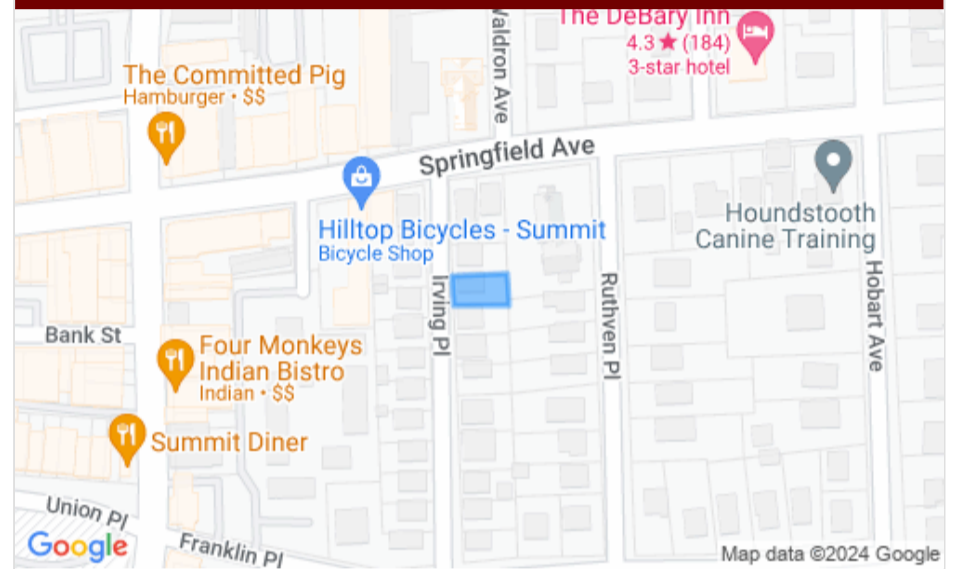 The DeBary Inn
4.3★ (184)
3-star hotel
Waldron Ave
The Committed Pig
Hamburger • $$
Springfield Ave
Hilltop Bicycles - Summit
Bicycle Shop
Houndstooth
Canine Training
Irving Pl
Ruthven Pl
Hobart Ave
Bank St
Four Monkeys
Indian Bistro
Indian • $$
Summit Diner
Union Pl
Franklin Pl
Google
Map data ©2024 Google